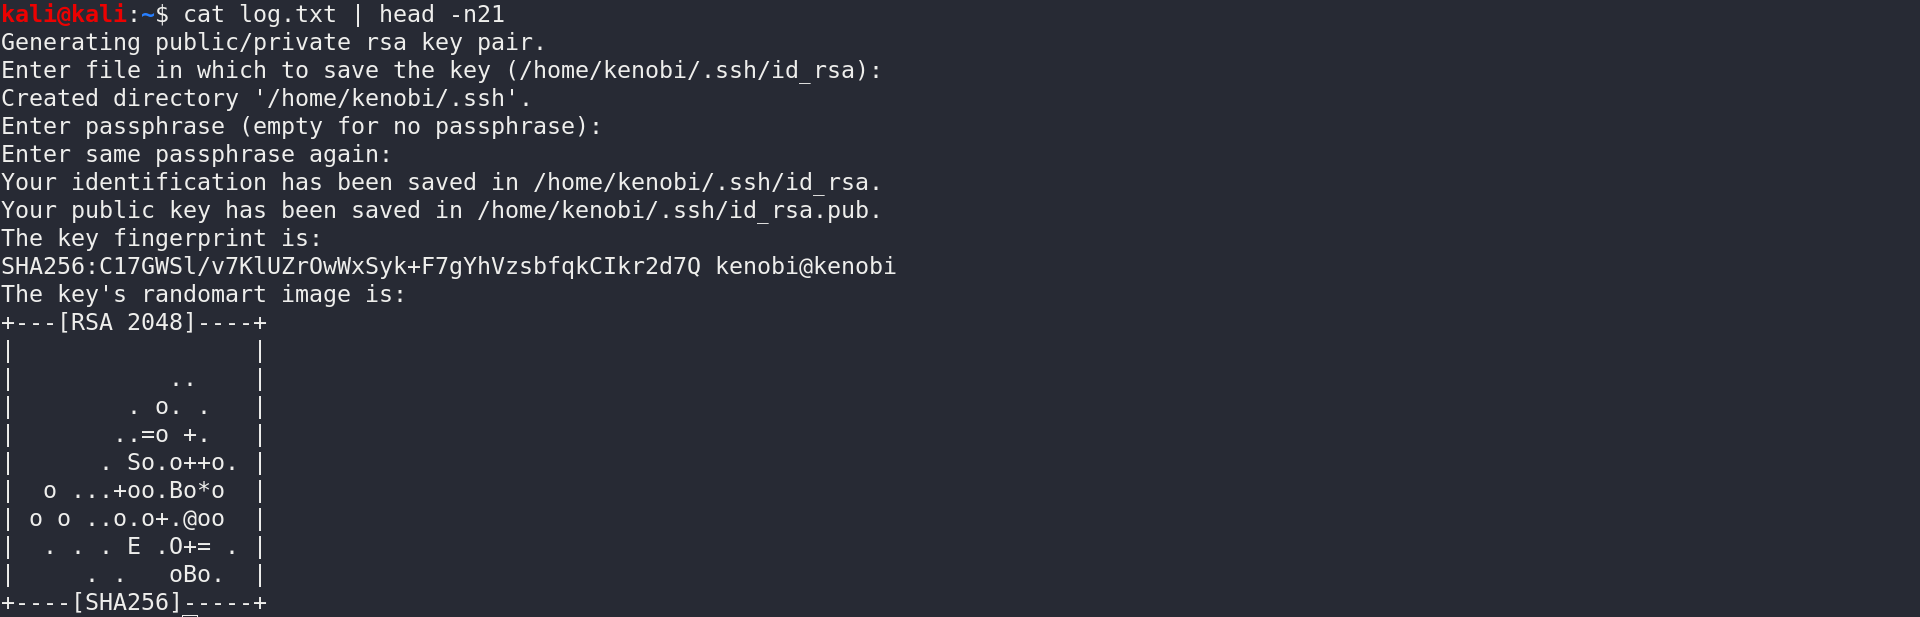 kali@kali:~$ cat log.txt | head -n21
Generating public/private rsa key pair.
Enter file in which to save the key (/home/kenobi/.ssh/id_rsa):
Created directory '/home/kenobi/.ssh'.
Enter passphrase (empty for no passphrase):
Enter same passphrase again:
Your identification has been saved in /home/kenobi/.ssh/id_rsa.
Your public key has been saved in /home/kenobi/.ssh/id_rsa.pub.
The key fingerprint is:
SHA256:C17GWSl/v7KlUZrOwWxSyk+F7gYhVzsbfqkCIkr2d7Q kenobi@kenobi
The key's randomart image is:
+---[RSA 2048]----+
|                 |
|           ..    |
|        . o. .   |
|       ..=o +.   |
|      . So.o++o. |
|  o ...+oo.Bo*o  |
| o o ..o.o+.@oo  |
|  . . . E .O+= . |
|     . .   oBo.  |
+----[SHA256]-----+